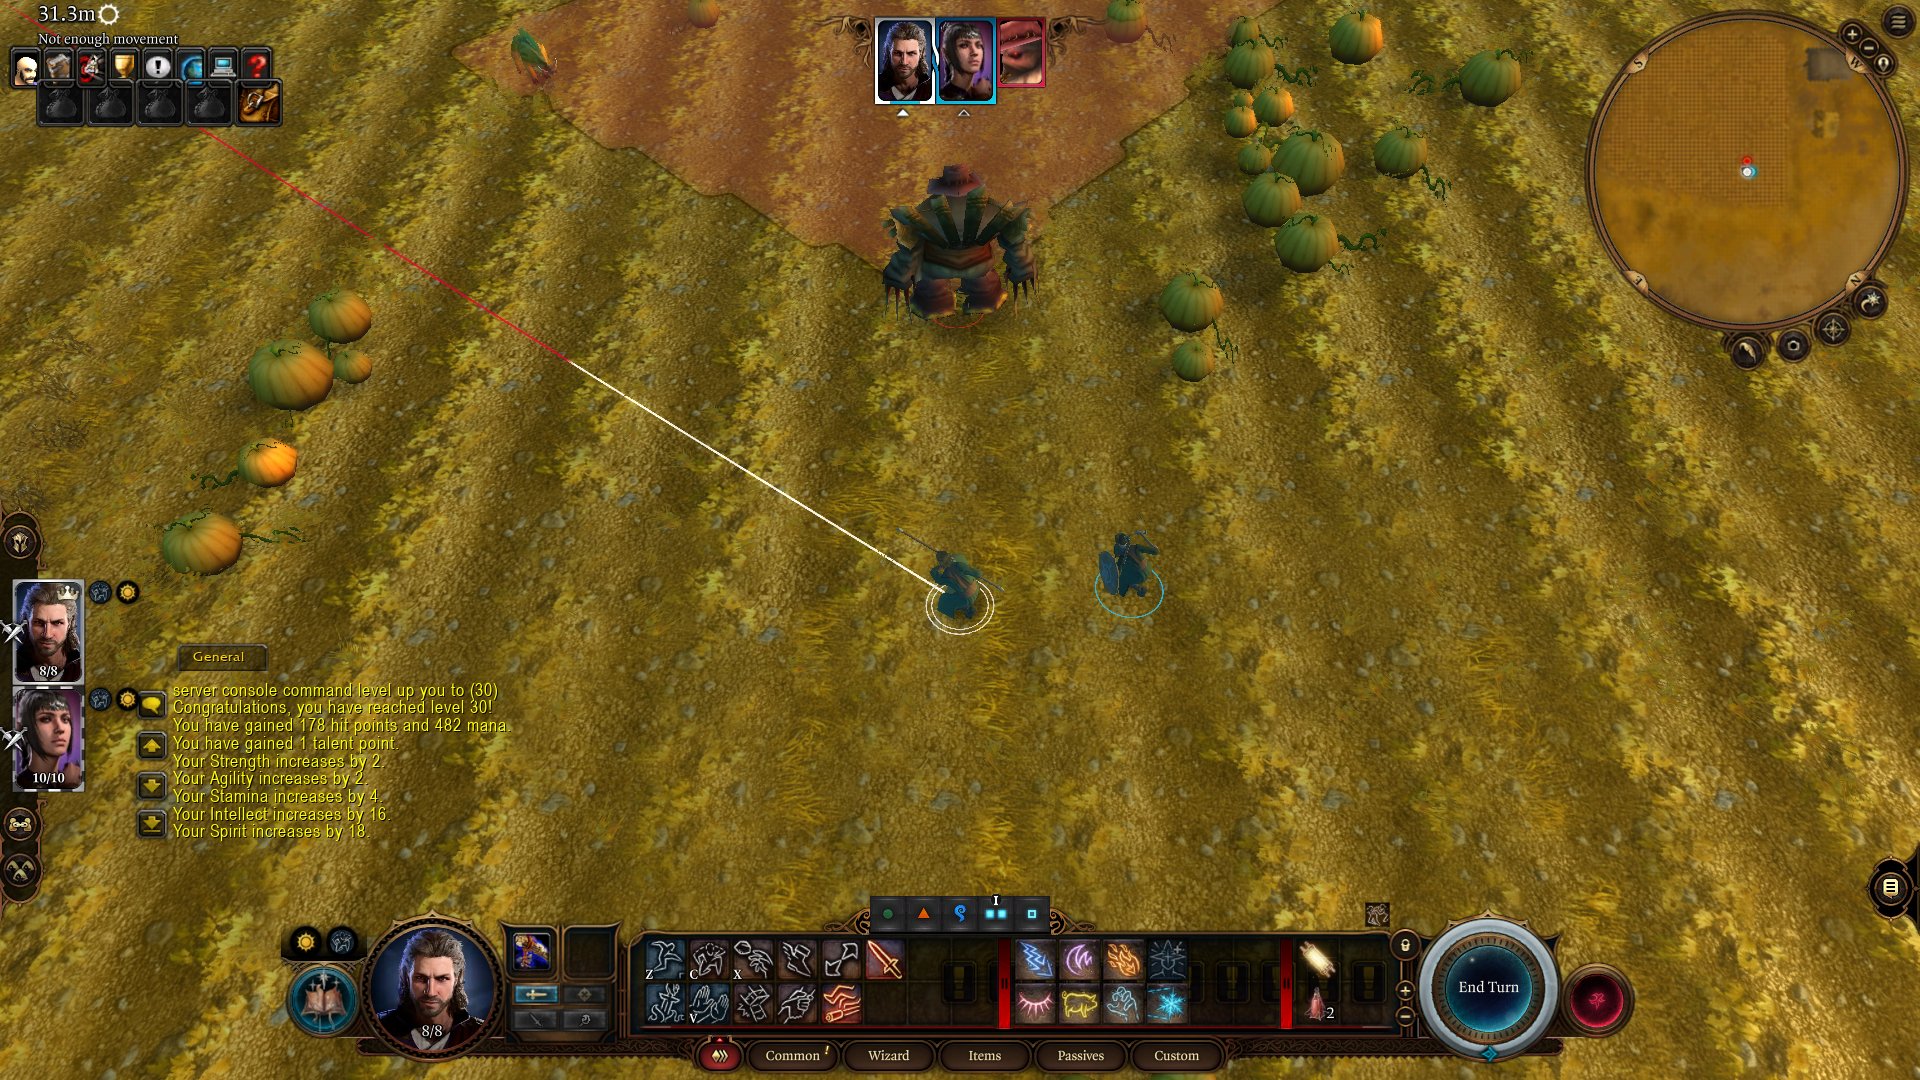 31.3m
Not enough movement
S
W
N
8/8
10/10
General
server console command level up you to (30)
Congratulations, you have reached level 30!
You have gained 178 hit points and 482 mana.
You have gained 1 talent point.
Your Strength increases by 2.
Your Agility increases by 2.
Your Stamina increases by 4.
Your Intellect increases by 16.
Your Spirit increases by 18.
I
Z
C
X
V
2
8/8
End Turn
Common
Wizard
Items
Passives
Custom